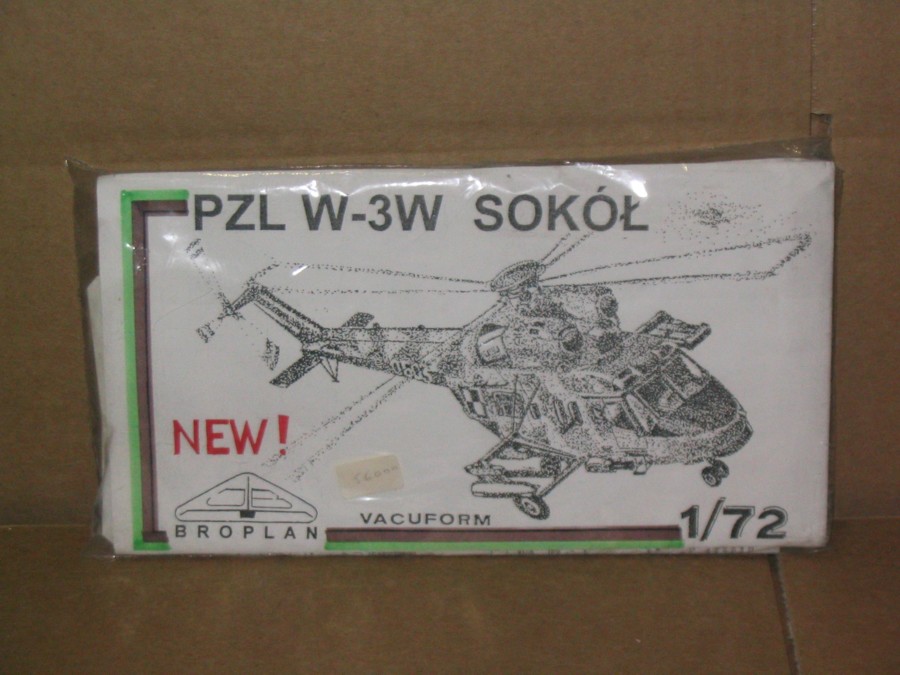 PZL W-3W SOKÓŁ
NEW!
BROPLAN
VACUFORM
1/72